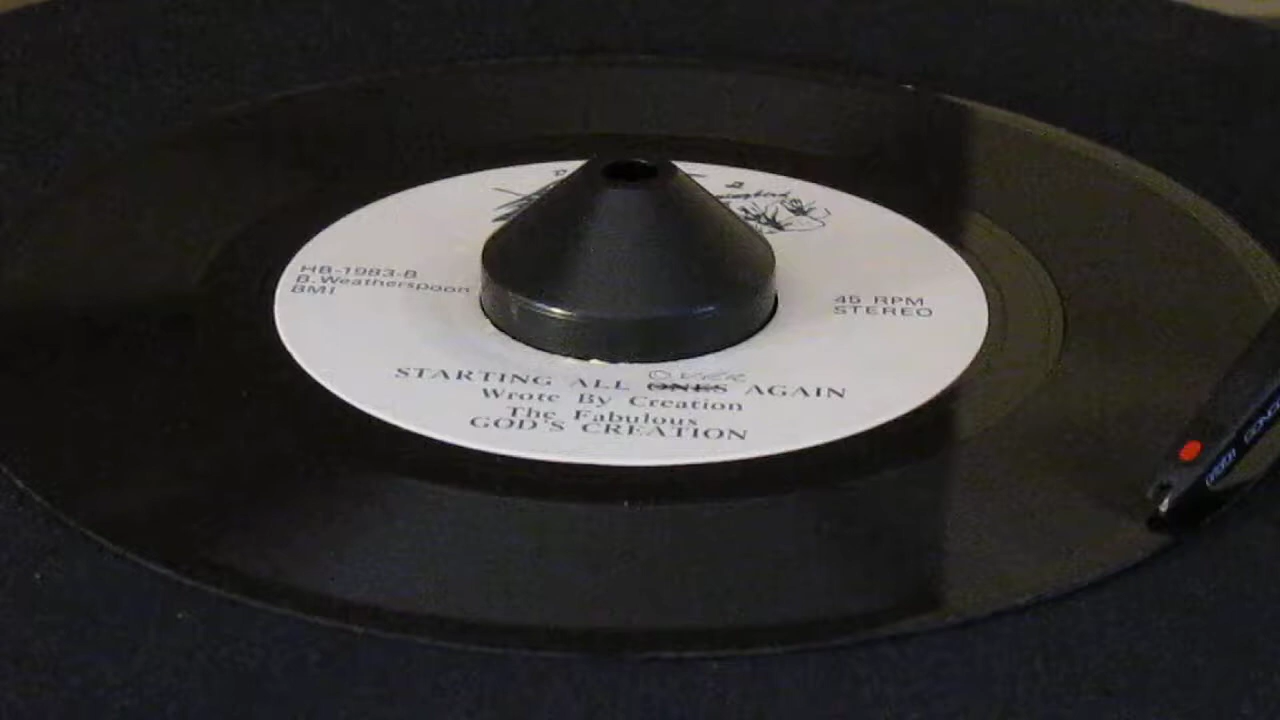 HB-1983-B
B. Weatherspoon
BMI
45 RPM
STEREO
Over
STARTING ALL ONES AGAIN
Wrote By Creation
The Fabulous
GOD'S CREATION